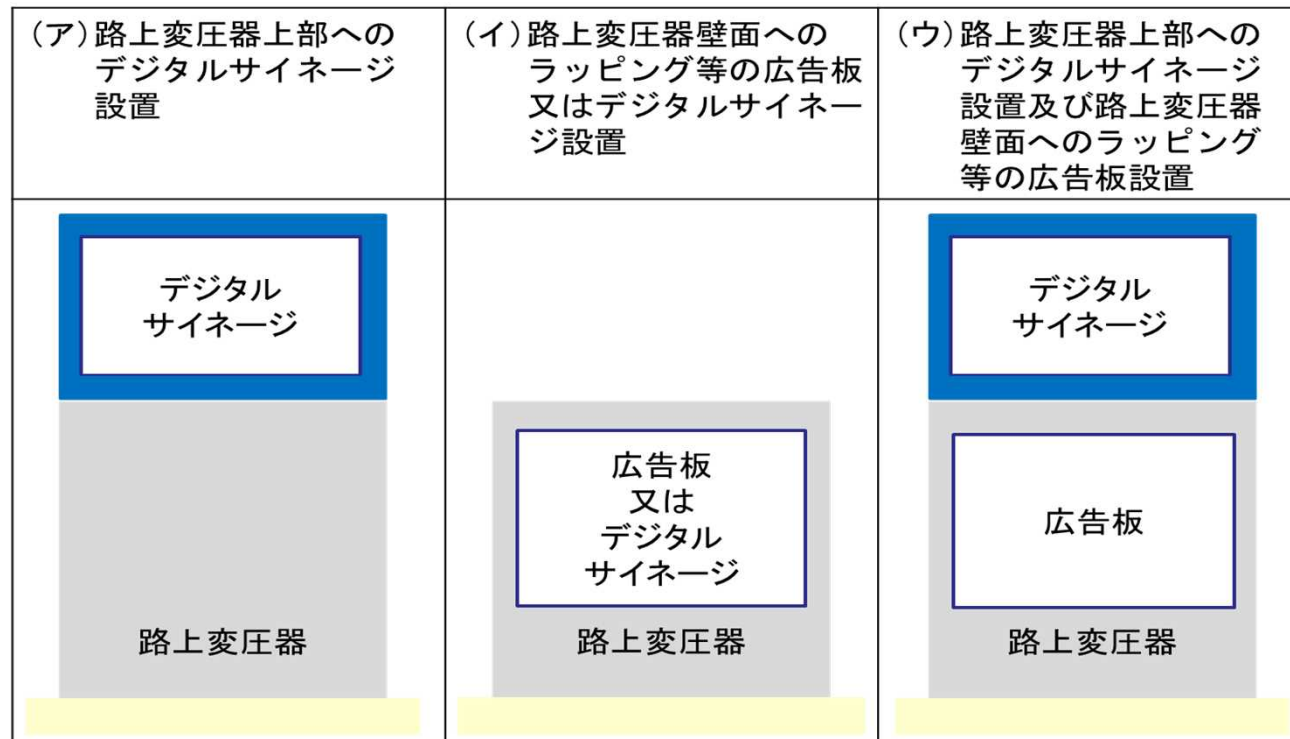 (ア)路上変圧器上部への
デジタルサイネージ
設置
(イ)路上変圧器壁面への
ラッピング等の広告板
又はデジタルサイネー
ジ設置
(ウ)路上変圧器上部への
デジタルサイネージ
設置及び路上変圧器
壁面へのラッピング
等の広告板設置
デジタル
サイネージ
路上変圧器
広告板
又は
デジタル
サイネージ
路上変圧器
デジタル
サイネージ
広告板
路上変圧器